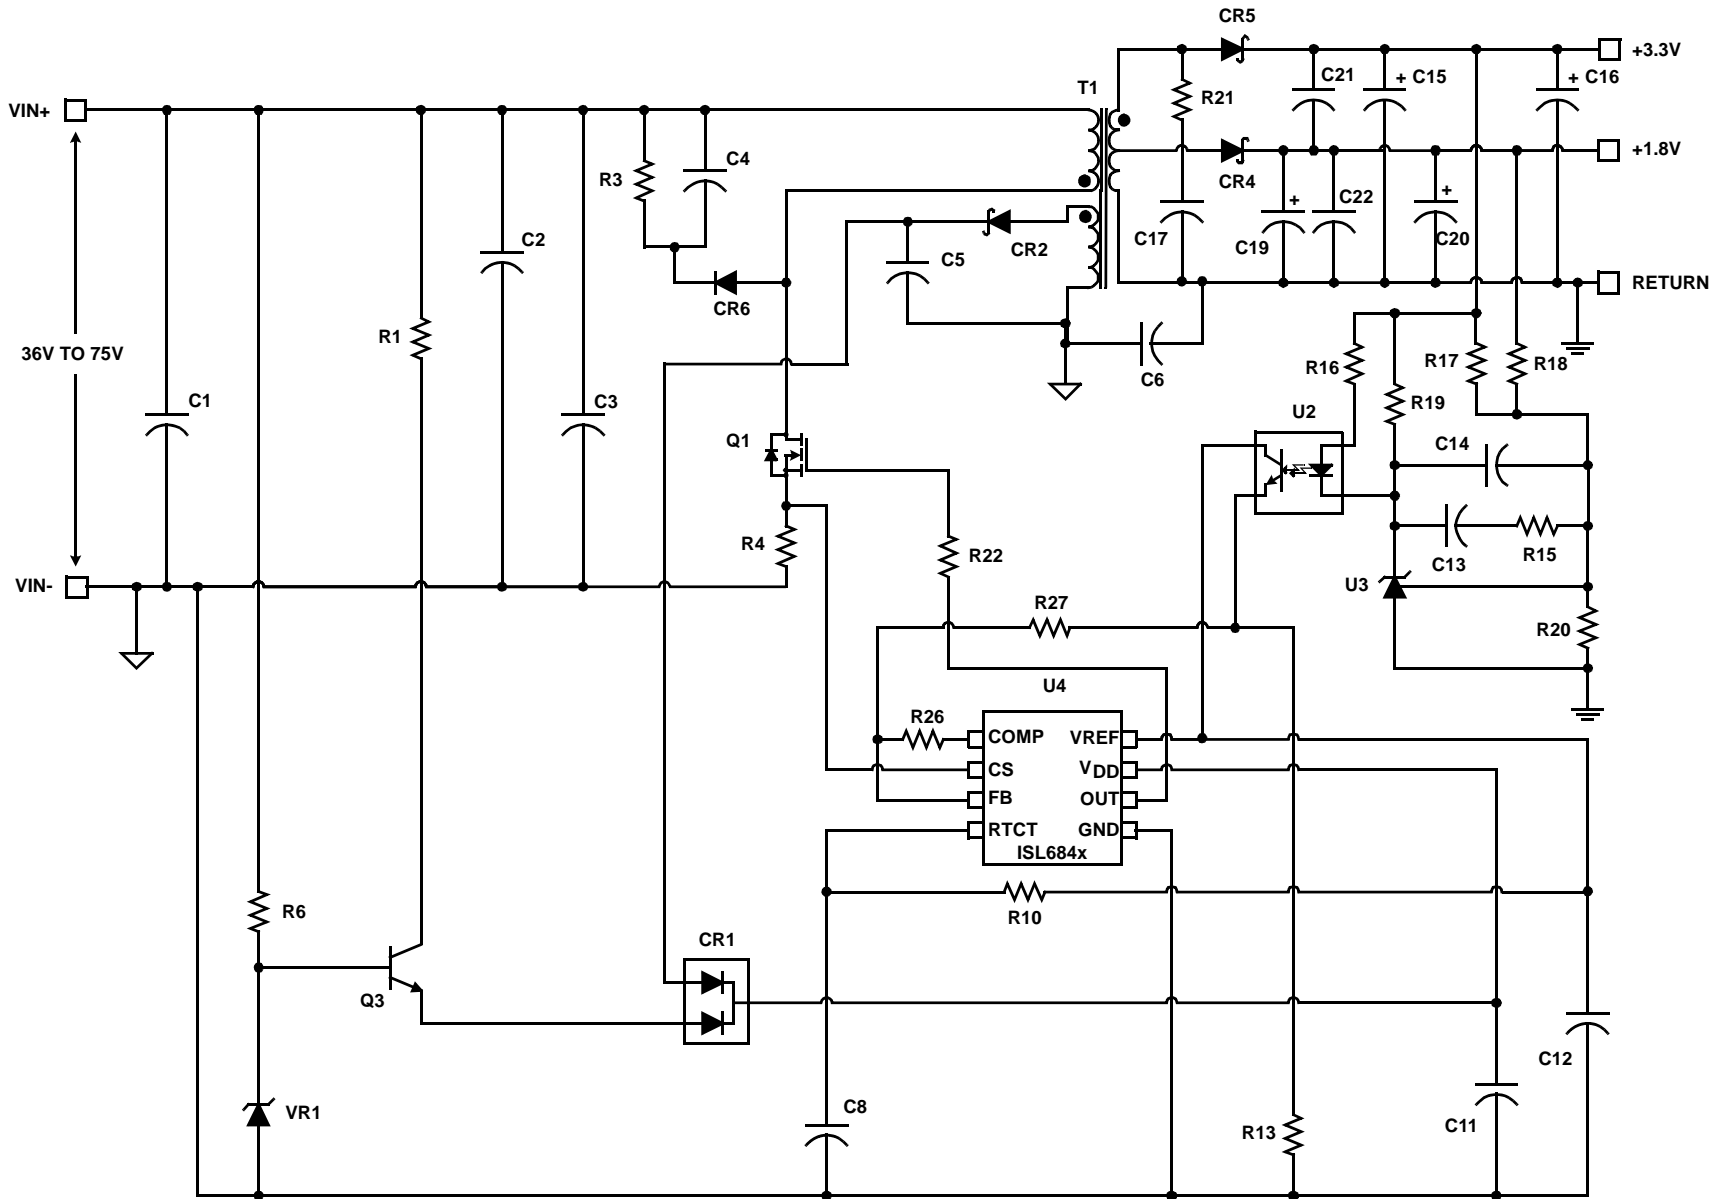 CR5
+3.3V
T1
C21
+ C15
+ C16
R21
VIN+
+1.8V
C4
R3
CR4
+
C22
+
C17
C19
C20
C2
CR2
C5
CR6
RETURN
R1
36V TO 75V
C6
R16
R17
R18
C1
C3
R19
U2
Q1
C14
R4
R22
R15
C13
VIN-
U3
R27
R20
U4
R26
COMP
VREF
CS
VDD
FB
OUT
RTCT
GND
ISL684x
R6
R10
CR1
Q3
C12
VR1
C8
C11
R13